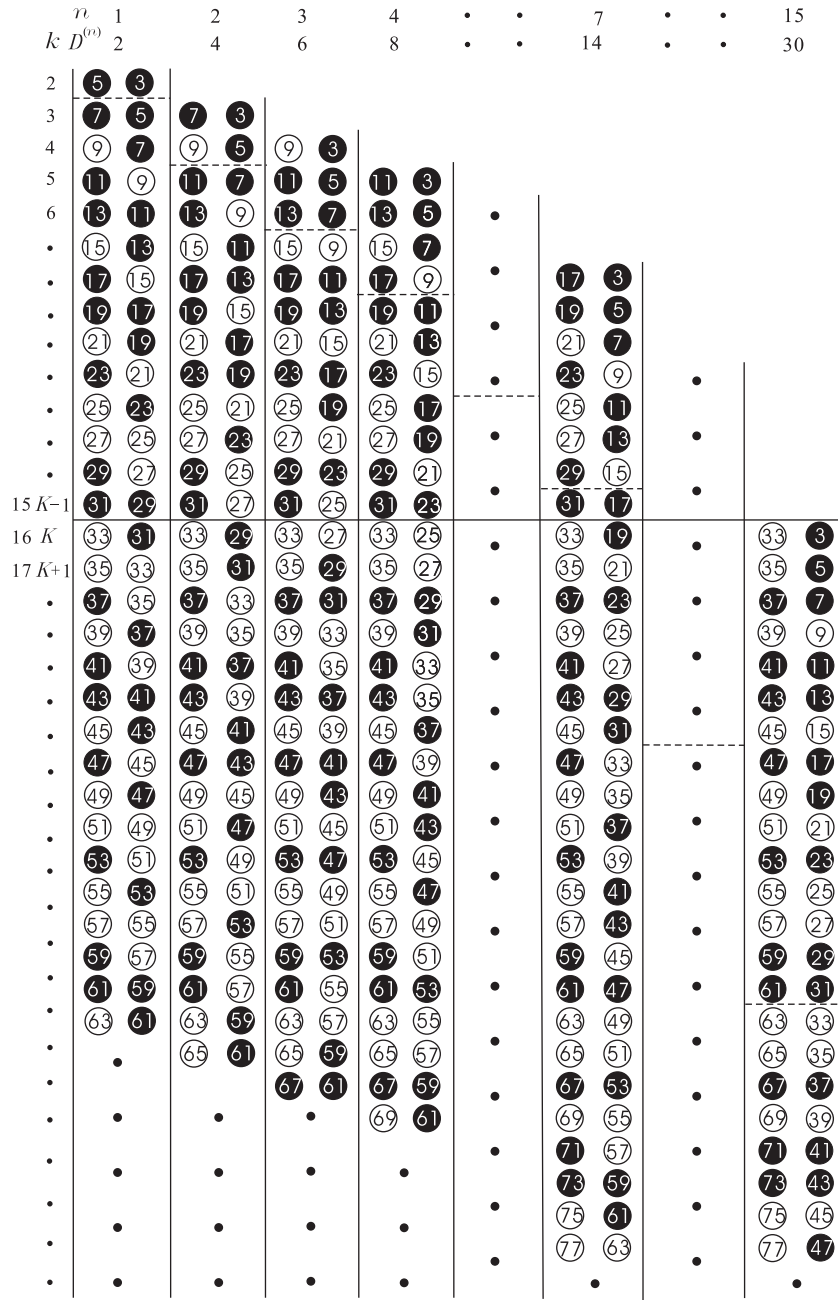 n 1 2 3 4 • • 7 • • 15
k D⁽ⁿ⁾ 2 4 6 8 • • 14 • • 30
2 5 3
3 7 5 7 3
4 9 7 9 5 9 3
5 11 9 11 7 11 5 11 3
6 13 11 13 9 13 7 13 5
15 13 15 11 15 9 15 7
17 15 17 13 17 11 17 9 17 3
19 17 19 15 19 13 19 11 19 5
21 19 21 17 21 15 21 13 21 7
23 21 23 19 23 17 23 15 23 9
25 23 25 21 25 19 25 17 25 11
27 25 27 23 27 21 27 19 27 13
29 27 29 25 29 23 29 21 29 15
15 K−1 31 29 31 27 31 25 31 23 31 17
16 K 33 31 33 29 33 27 33 25 33 19 33 3
17 K+1 35 33 35 31 35 29 35 27 35 21 35 5
37 35 37 33 37 31 37 29 37 23 37 7
39 37 39 35 39 33 39 31 39 25 39 9
41 39 41 37 41 35 41 33 41 27 41 11
43 41 43 39 43 37 43 35 43 29 43 13
45 43 45 41 45 39 45 37 45 31 45 15
47 45 47 43 47 41 47 39 47 33 47 17
49 47 49 45 49 43 49 41 49 35 49 19
51 49 51 47 51 45 51 43 51 37 51 21
53 51 53 49 53 47 53 45 53 39 53 23
55 53 55 51 55 49 55 47 55 41 55 25
57 55 57 53 57 51 57 49 57 43 57 27
59 57 59 55 59 53 59 51 59 45 59 29
61 59 61 57 61 55 61 53 61 47 61 31
63 61 63 59 63 57 63 55 63 49 63 33
65 61 65 59 65 57 65 51 65 35
67 61 67 59 67 53 67 37
69 61 69 55 69 39
71 57 71 41
73 59 73 43
75 61 75 45
77 63 77 47